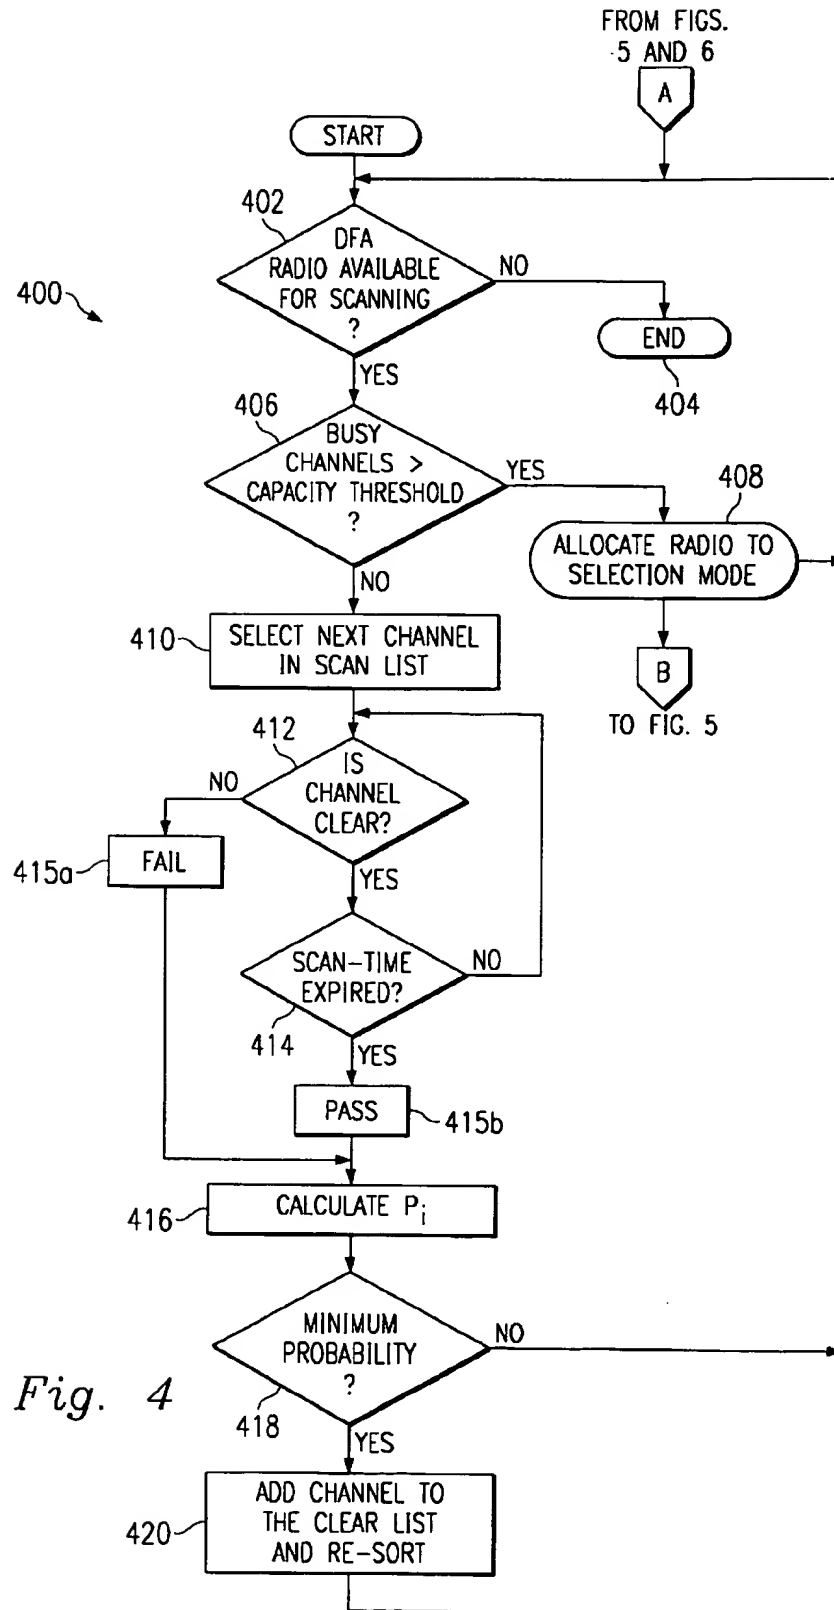 FROM FIGS.
5 AND 6
A
START
402
DFA
RADIO AVAILABLE
FOR SCANNING
?
NO
400
END
404
YES
406
BUSY
CHANNELS >
CAPACITY THRESHOLD
?
YES
408
ALLOCATE RADIO TO
SELECTION MODE
NO
410
SELECT NEXT CHANNEL
IN SCAN LIST
B
TO FIG. 5
412
IS
CHANNEL
CLEAR?
NO
415a
FAIL
YES
SCAN-TIME
EXPIRED?
NO
414
YES
PASS
415b
416
CALCULATE Pi
MINIMUM
PROBABILITY
?
NO
Fig. 4
418
YES
420
ADD CHANNEL TO
THE CLEAR LIST
AND RE-SORT